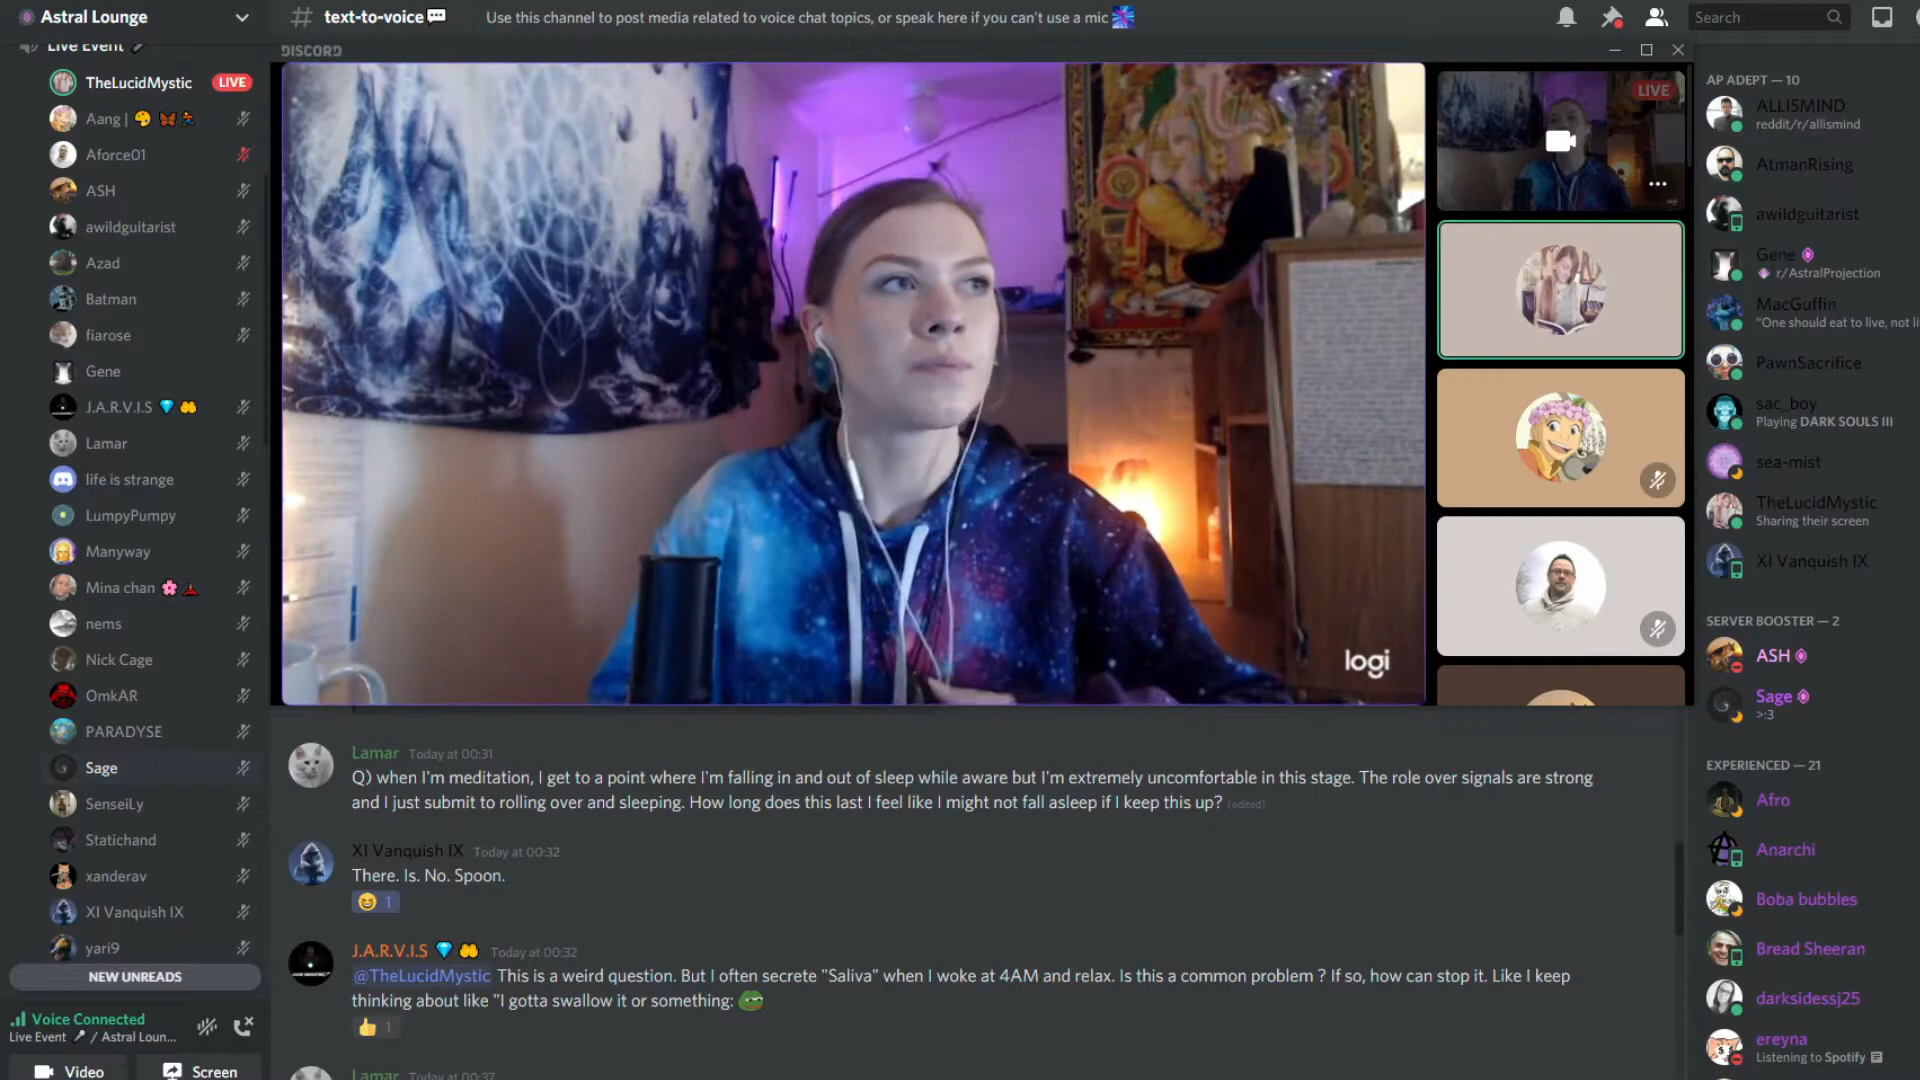 Astral Lounge
text-to-voice
Use this channel to post media related to voice chat topics, or speak here if you can't use a mic
Search
DISCORD
Live Event
TheLucidMystic
LIVE
Aang |
Aforce01
ASH
awildguitarist
Azad
Batman
fiarose
Gene
J.A.R.V.I.S
Lamar
life is strange
LumpyPumpy
Manyway
Mina chan
nems
Nick Cage
OmkAR
PARADYSE
Sage
SenseiLy
Statichand
xanderav
XI Vanquish IX
yari9
NEW UNREADS
Voice Connected
Live Event / Astral Loun...
Video
Screen
LIVE
logi
Lamar Today at 00:31
Q) when I'm meditation, I get to a point where I'm falling in and out of sleep while aware but I'm extremely uncomfortable in this stage. The role over signals are strong
and I just submit to rolling over and sleeping. How long does this last I feel like I might not fall asleep if I keep this up? (edited)
XI Vanquish IX Today at 00:32
There. Is. No. Spoon.
1
J.A.R.V.I.S Today at 00:32
@TheLucidMystic This is a weird question. But I often secrete "Saliva" when I woke at 4AM and relax. Is this a common problem ? If so, how can stop it. Like I keep
thinking about like "I gotta swallow it or something:
1
Lamar Today at 00:37
AP ADEPT — 10
ALLISMIND
reddit/r/allismind
AtmanRising
awildguitarist
Gene
r/AstralProjection
MacGuffin
"One should eat to live, not li
PawnSacrifice
sac_boy
Playing DARK SOULS III
sea-mist
TheLucidMystic
Sharing their screen
XI Vanquish IX
SERVER BOOSTER — 2
ASH
Sage
>:3
EXPERIENCED — 21
Afro
Anarchi
Boba bubbles
Bread Sheeran
darksidessj25
ereyna
Listening to Spotify